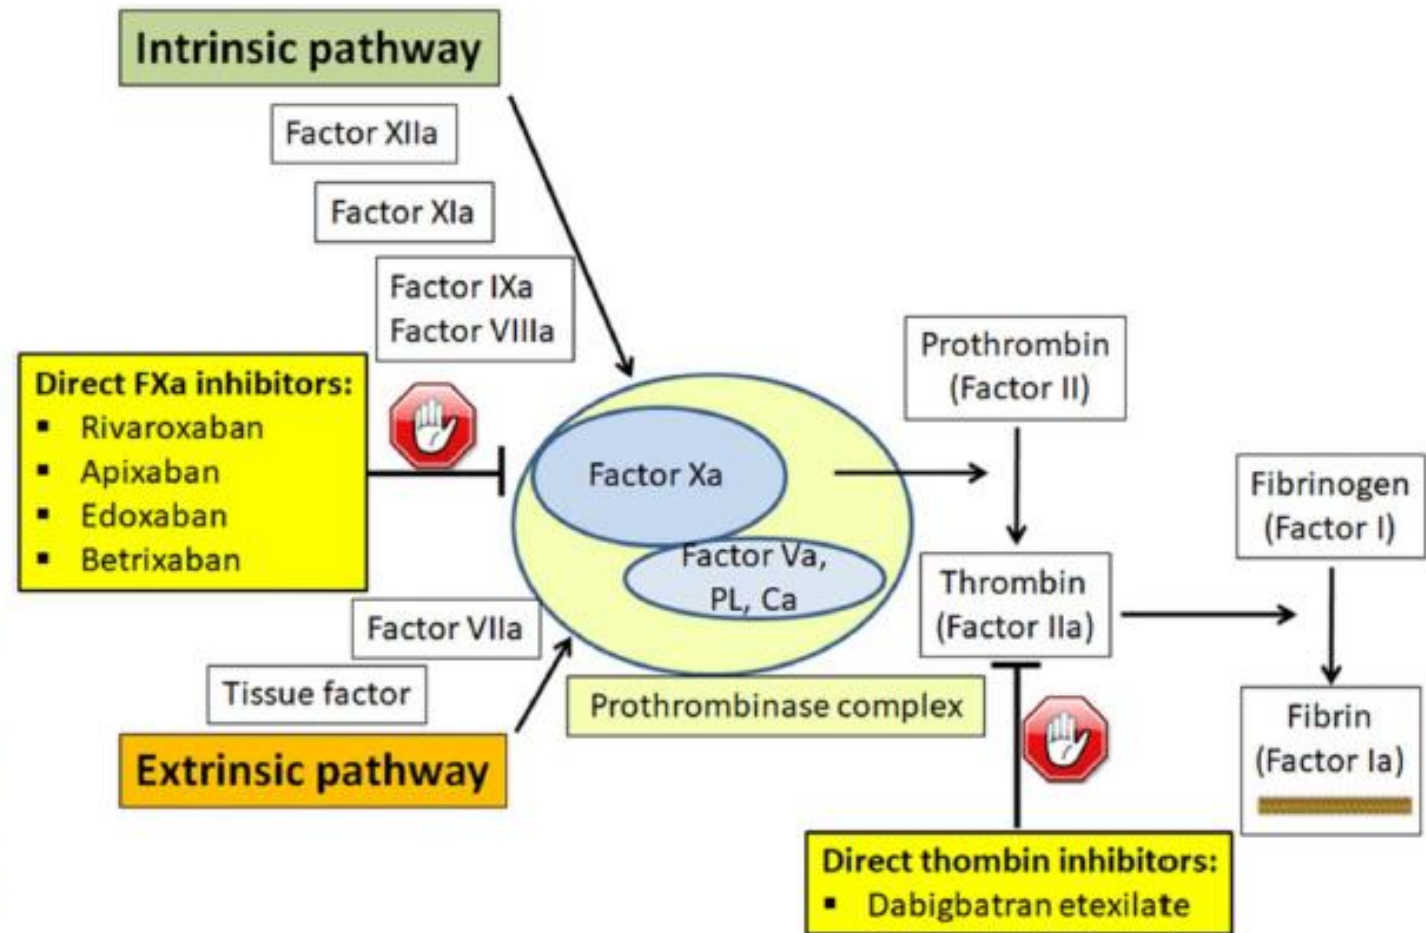 Intrinsic pathway
Factor XIIa
Factor XIa
Factor IXa
Factor VIIIa
Direct FXa inhibitors:
▪ Rivaroxaban
▪ Apixaban
▪ Edoxaban
▪ Betrixaban
Factor Xa
Factor Va,
PL, Ca
Prothrombinase complex
Factor VIIa
Tissue factor
Extrinsic pathway
Prothrombin
(Factor II)
Thrombin
(Factor IIa)
Fibrinogen
(Factor I)
Fibrin
(Factor Ia)
Direct thombin inhibitors:
▪ Dabigbatran etexilate